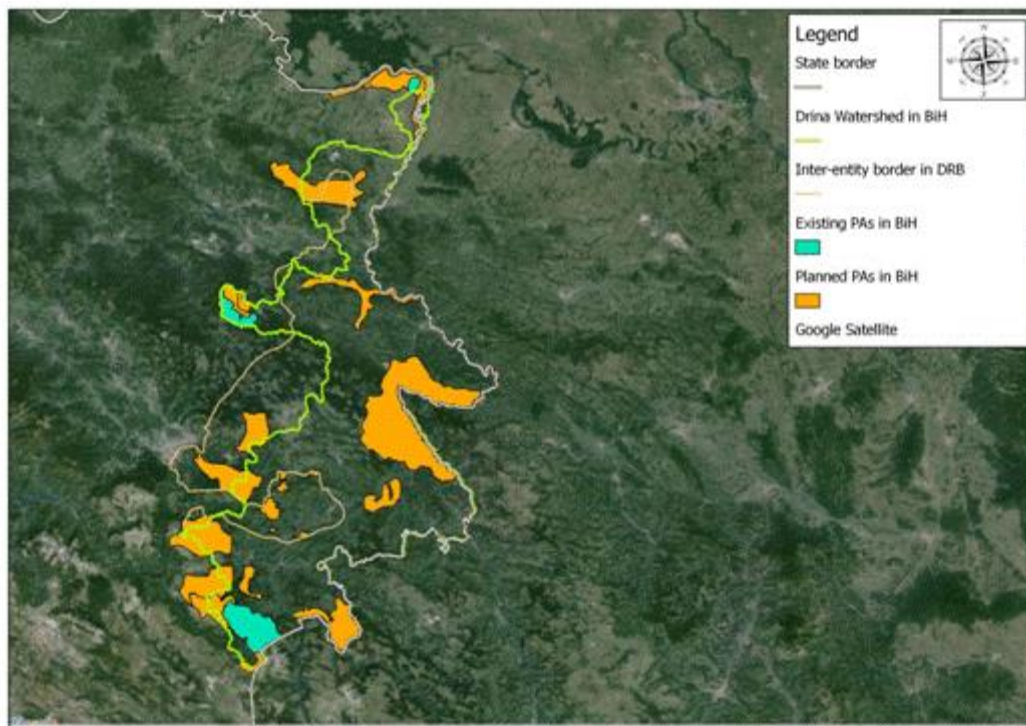 Legend
State border
Drina Watershed in BiH
Inter-entity border in DRB
Existing PAs in BiH
Planned PAs in BiH
Google Satellite